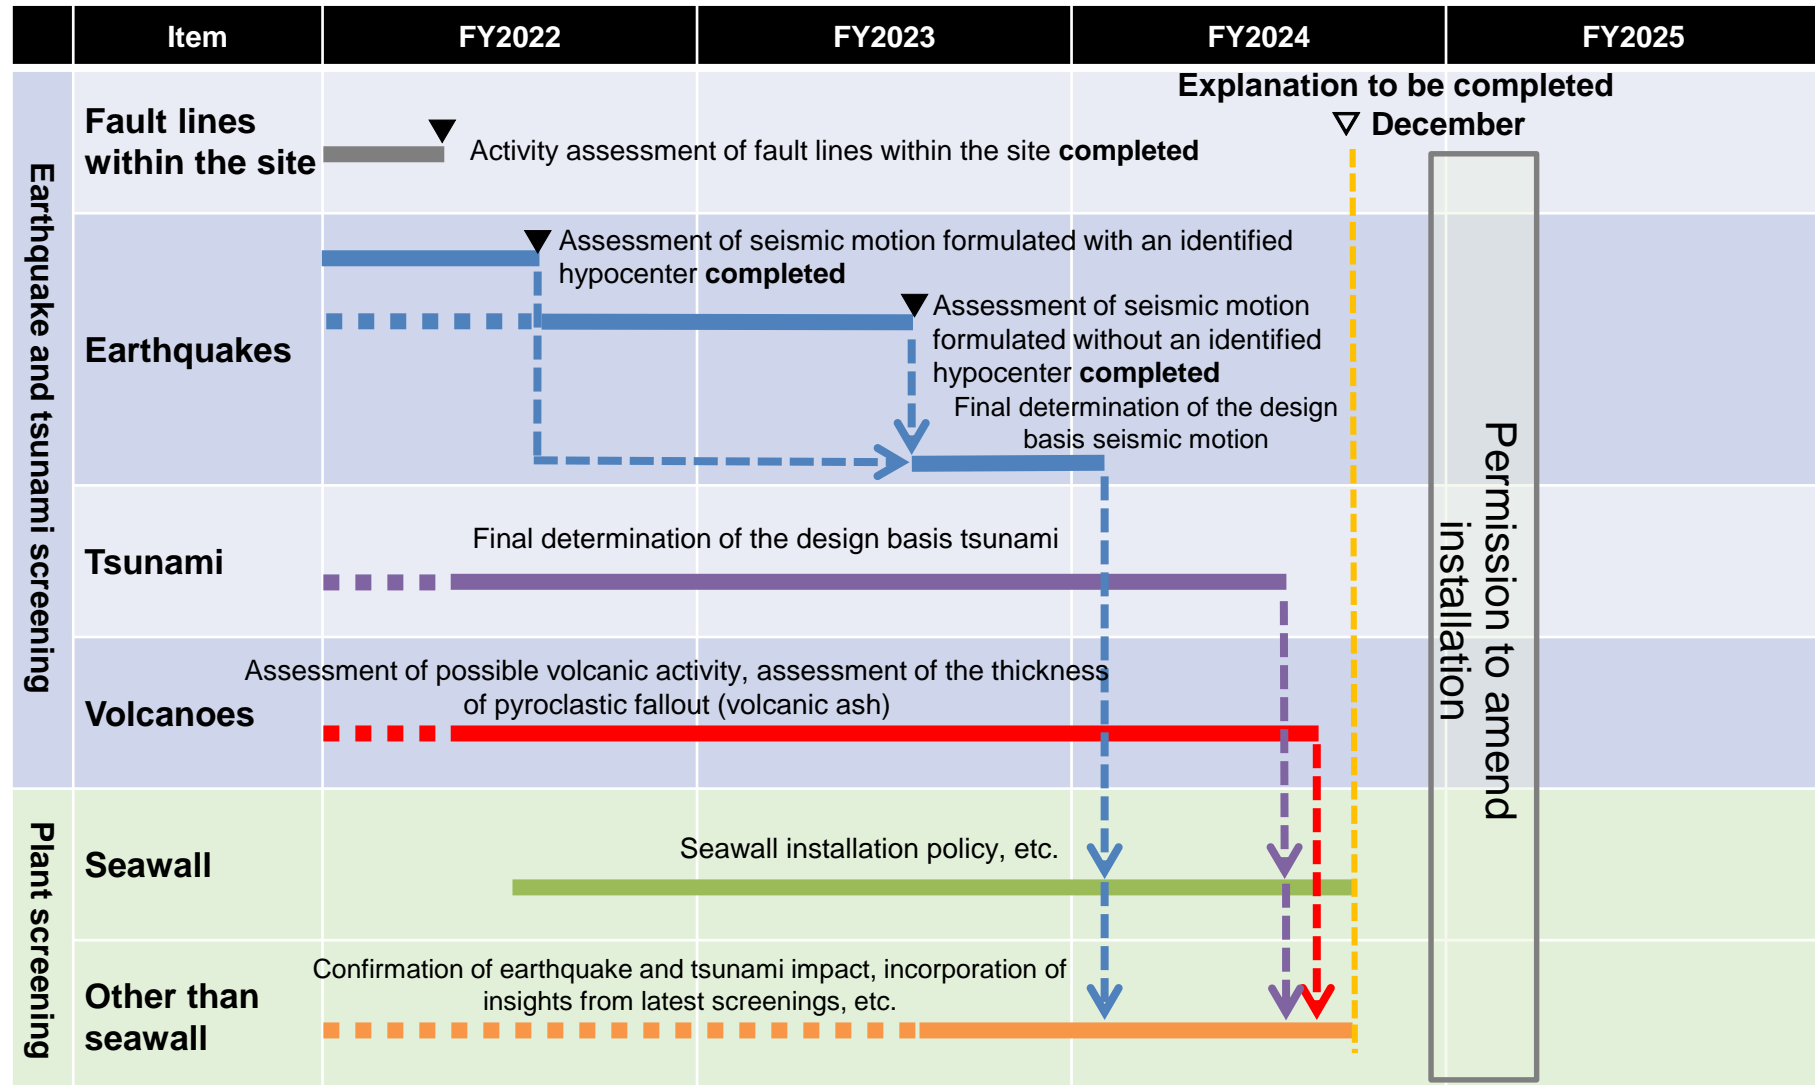 Item
FY2022
FY2023
FY2024
FY2025
Explanation to be completed
December
Earthquake and tsunami screening
Fault lines
within the site
Activity assessment of fault lines within the site completed
Earthquakes
Assessment of seismic motion formulated with an identified
hypocenter completed
Assessment of seismic motion
formulated without an identified
hypocenter completed
Final determination of the design
basis seismic motion
Tsunami
Final determination of the design basis tsunami
Volcanoes
Assessment of possible volcanic activity, assessment of the thickness
of pyroclastic fallout (volcanic ash)
Permission to amend
installation
Plant screening
Seawall
Seawall installation policy, etc.
Other than
seawall
Confirmation of earthquake and tsunami impact, incorporation of
insights from latest screenings, etc.